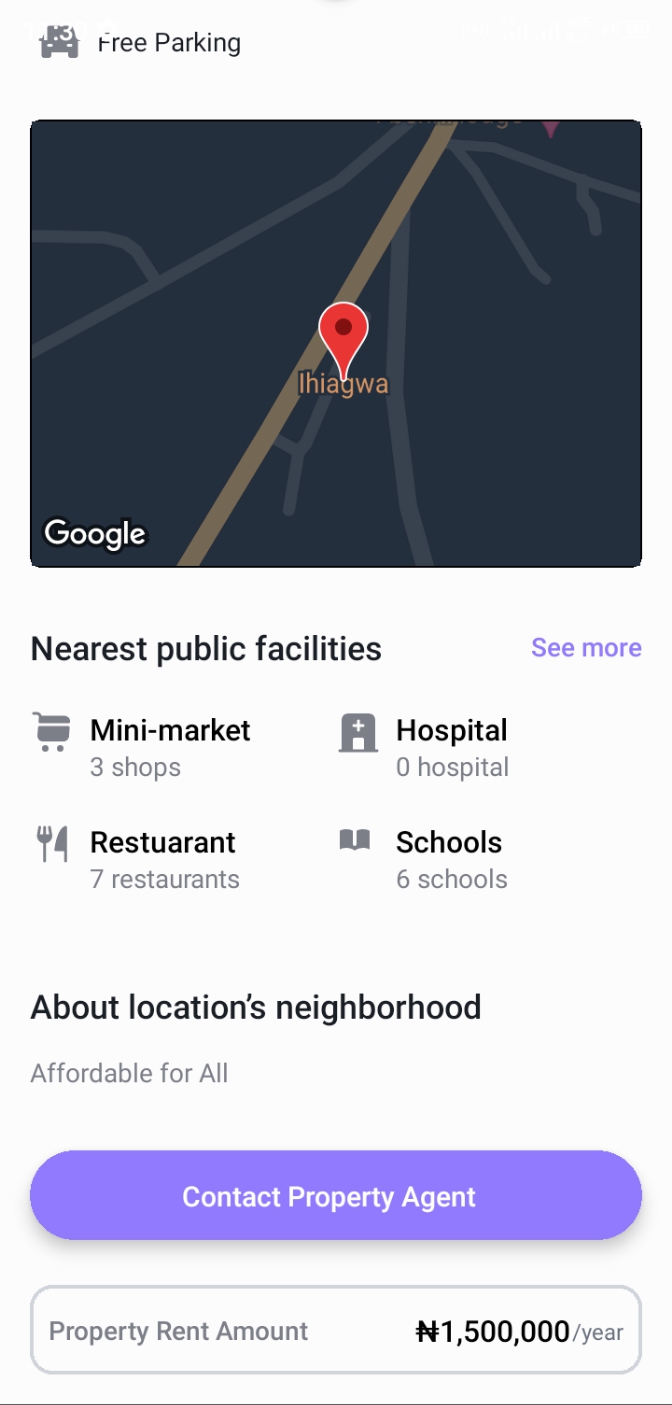 Free Parking
Ihiagwa
Google
Nearest public facilities
See more
Mini-market
3 shops
Hospital
0 hospital
Restuarant
7 restaurants
Schools
6 schools
About location's neighborhood
Affordable for All
Contact Property Agent
Property Rent Amount
₦1,500,000/year